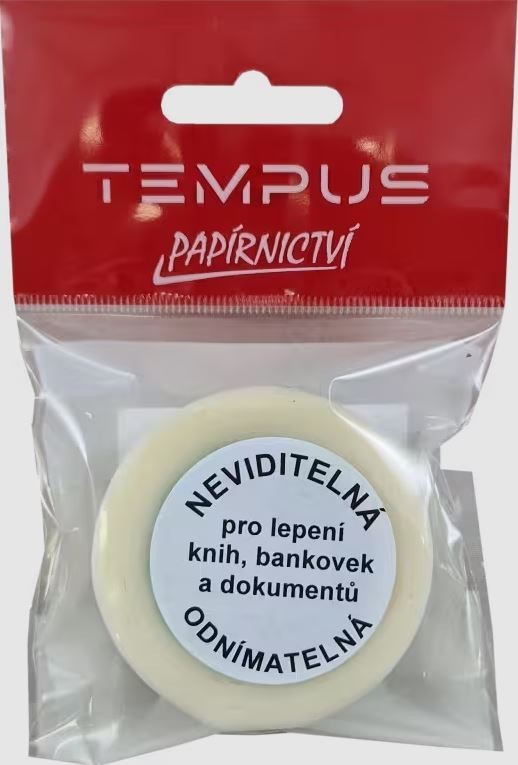 TEMPUS
PAPÍRNICTVÍ
NEVIDITELNÁ
pro lepení
knih, bankovek
a dokumentů
ODNÍMATELNÁ